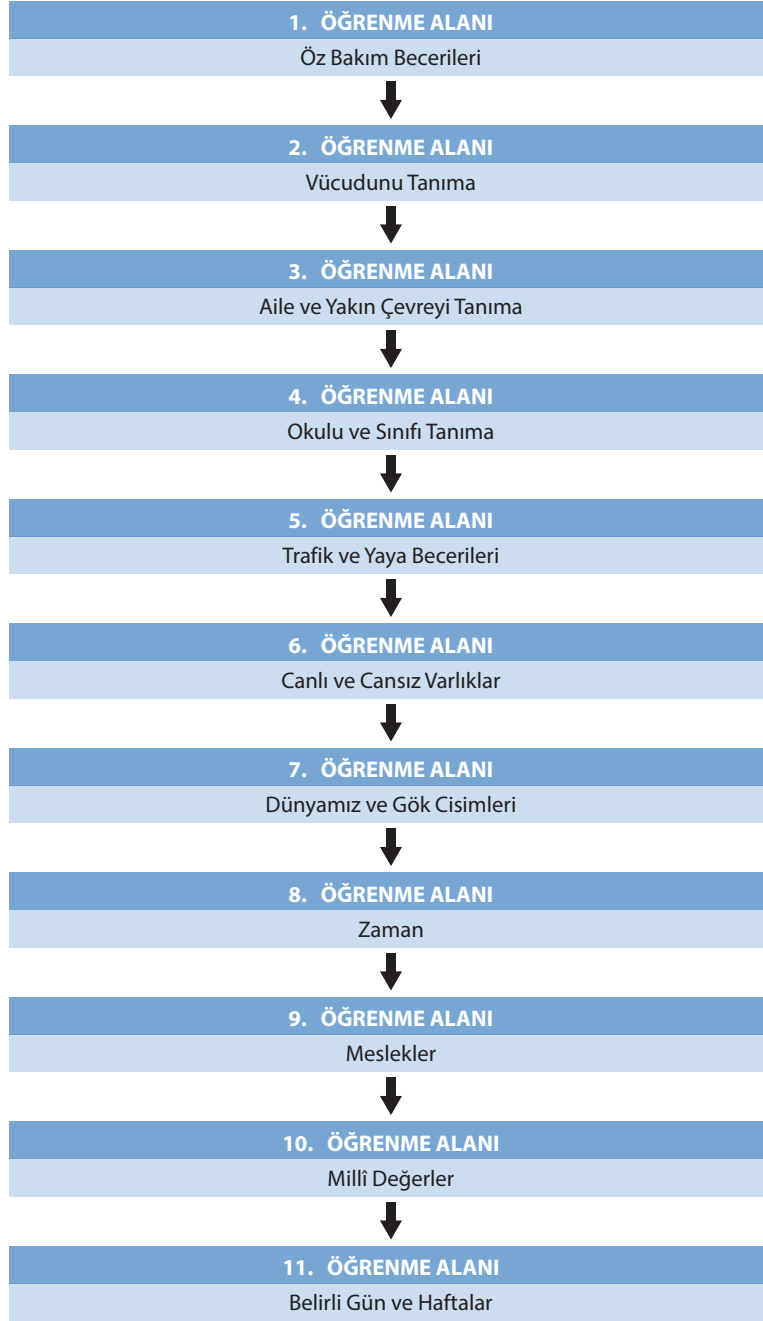 1. ÖĞRENME ALANI
Öz Bakım Becerileri
2. ÖĞRENME ALANI
Vücudunu Tanıma
3. ÖĞRENME ALANI
Aile ve Yakın Çevreyi Tanıma
4. ÖĞRENME ALANI
Okulu ve Sınıfı Tanıma
5. ÖĞRENME ALANI
Trafik ve Yaya Becerileri
6. ÖĞRENME ALANI
Canlı ve Cansız Varlıklar
7. ÖĞRENME ALANI
Dünyamız ve Gök Cisimleri
8. ÖĞRENME ALANI
Zaman
9. ÖĞRENME ALANI
Meslekler
10. ÖĞRENME ALANI
Millî Değerler
11. ÖĞRENME ALANI
Belirli Gün ve Haftalar